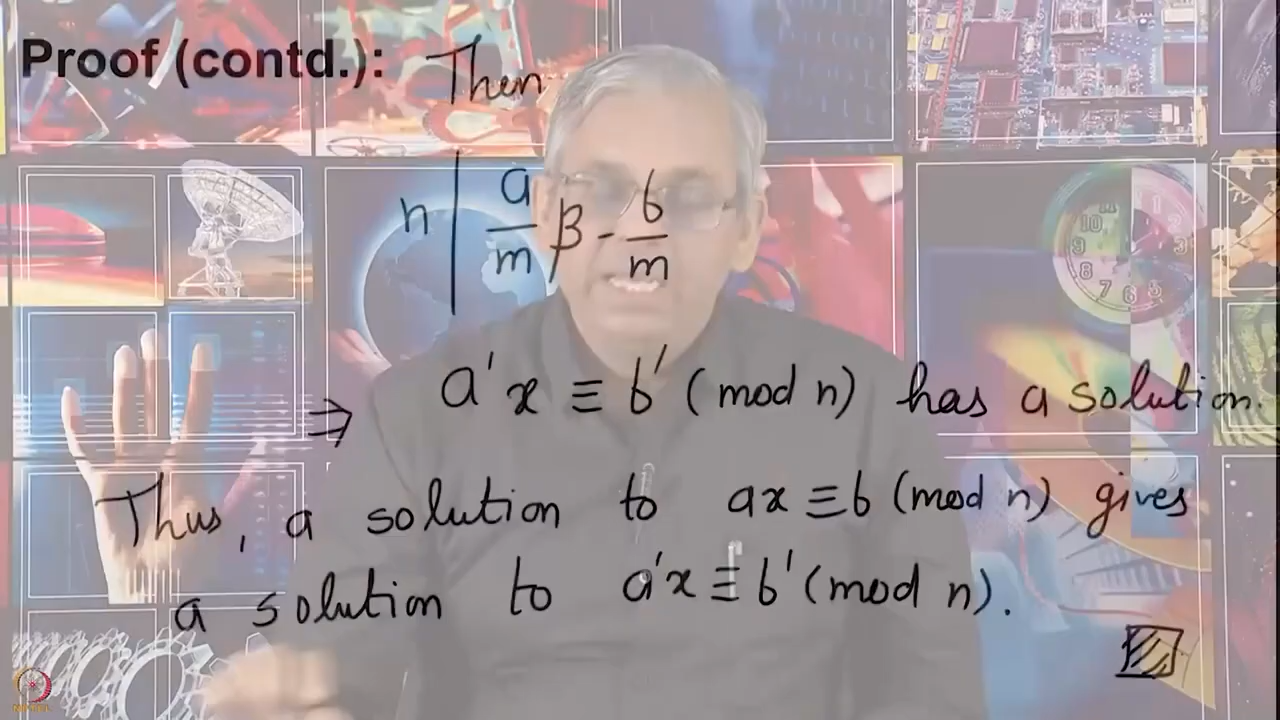 Proof (contd.): Then
n | a/m β - b/m
⇒ a'x ≡ b' (mod n) has a solution.
Thus, a solution to ax ≡ b (mod n) gives
a solution to a'x ≡ b' (mod n).